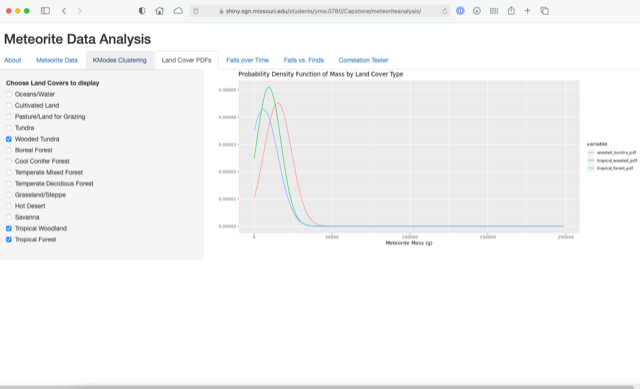 shiny.sgn.missouri.edu/students/ymw.0780/Capstone/meteoriteanalysis/
Meteorite Data Analysis
About Meteorite Data KModes Clustering Land Cover PDFs Falls over Time Falls vs. Finds Correlation Tester
Choose Land Covers to display
Oceans/Water
Cultivated Land
Pasture/Land for Grazing
Tundra
Wooded Tundra
Boreal Forest
Cool Conifer Forest
Temperate Mixed Forest
Temperate Decidious Forest
Grassland/Steppe
Hot Desert
Savanna
Tropical Woodland
Tropical Forest
Probability Density Function of Mass by Land Cover Type
0.00005
0.00004
0.00003
0.00002
0.00001
0.00000
0 50000 100000 150000 200000
Meteorite Mass (g)
variable
wooded_tundra_pdf
tropical_wooded_pdf
tropical_forest_pdf